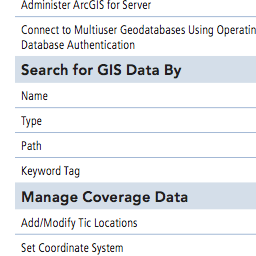 Administer ArcGIS for Server
Connect to Multiuser Geodatabases Using
Database Authentication
Search for GIS Data By
Name
Type
Path
Keyword Tag
Manage Coverage Data
Add/Modify Tic Locations
Set Coordinate System